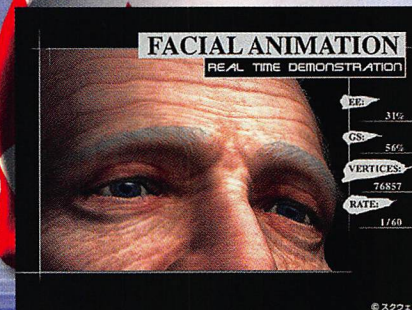 FACIAL ANIMATION
REAL TIME DEMONSTRATION
EE:
31%
GS:
56%
VERTICES:
76857
RATE:
1/60
© スクウェ